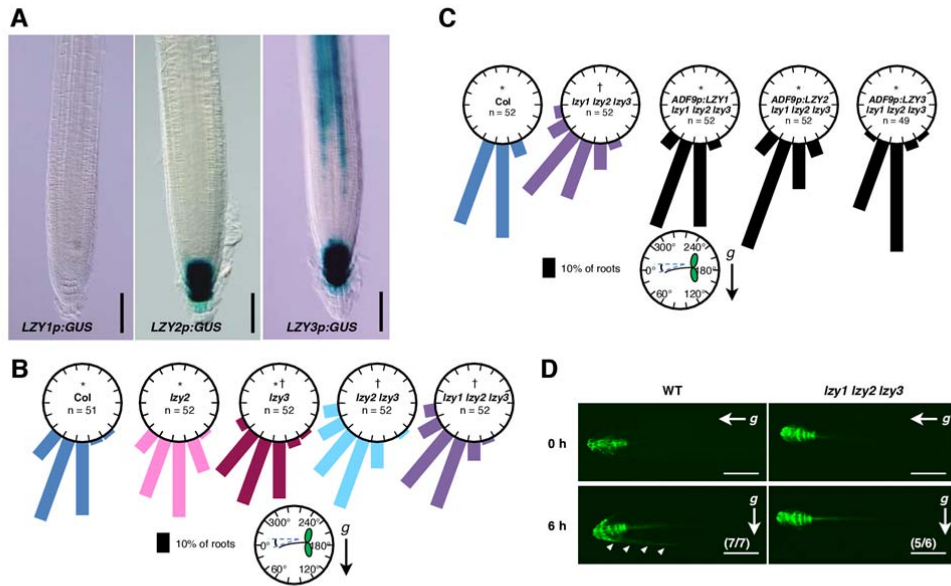 A
LZY1p:GUS
LZY2p:GUS
LZY3p:GUS
B
*
Col
n = 51
*
lzy2
n = 52
*†
lzy3
n = 52
†
lzy2 lzy3
n = 52
†
lzy1 lzy2 lzy3
n = 52
10% of roots
300° 240°
0° 180°
60° 120°
g
C
*
Col
n = 52
†
lzy1 lzy2 lzy3
n = 52
*
ADF9p:LZY1
lzy1 lzy2 lzy3
n = 52
*
ADF9p:LZY2
lzy1 lzy2 lzy3
n = 52
*
ADF9p:LZY3
lzy1 lzy2 lzy3
n = 49
10% of roots
300° 240°
0° 180°
60° 120°
g
D
WT
lzy1 lzy2 lzy3
0 h
g
g
6 h
g
(7/7)
g
(5/6)